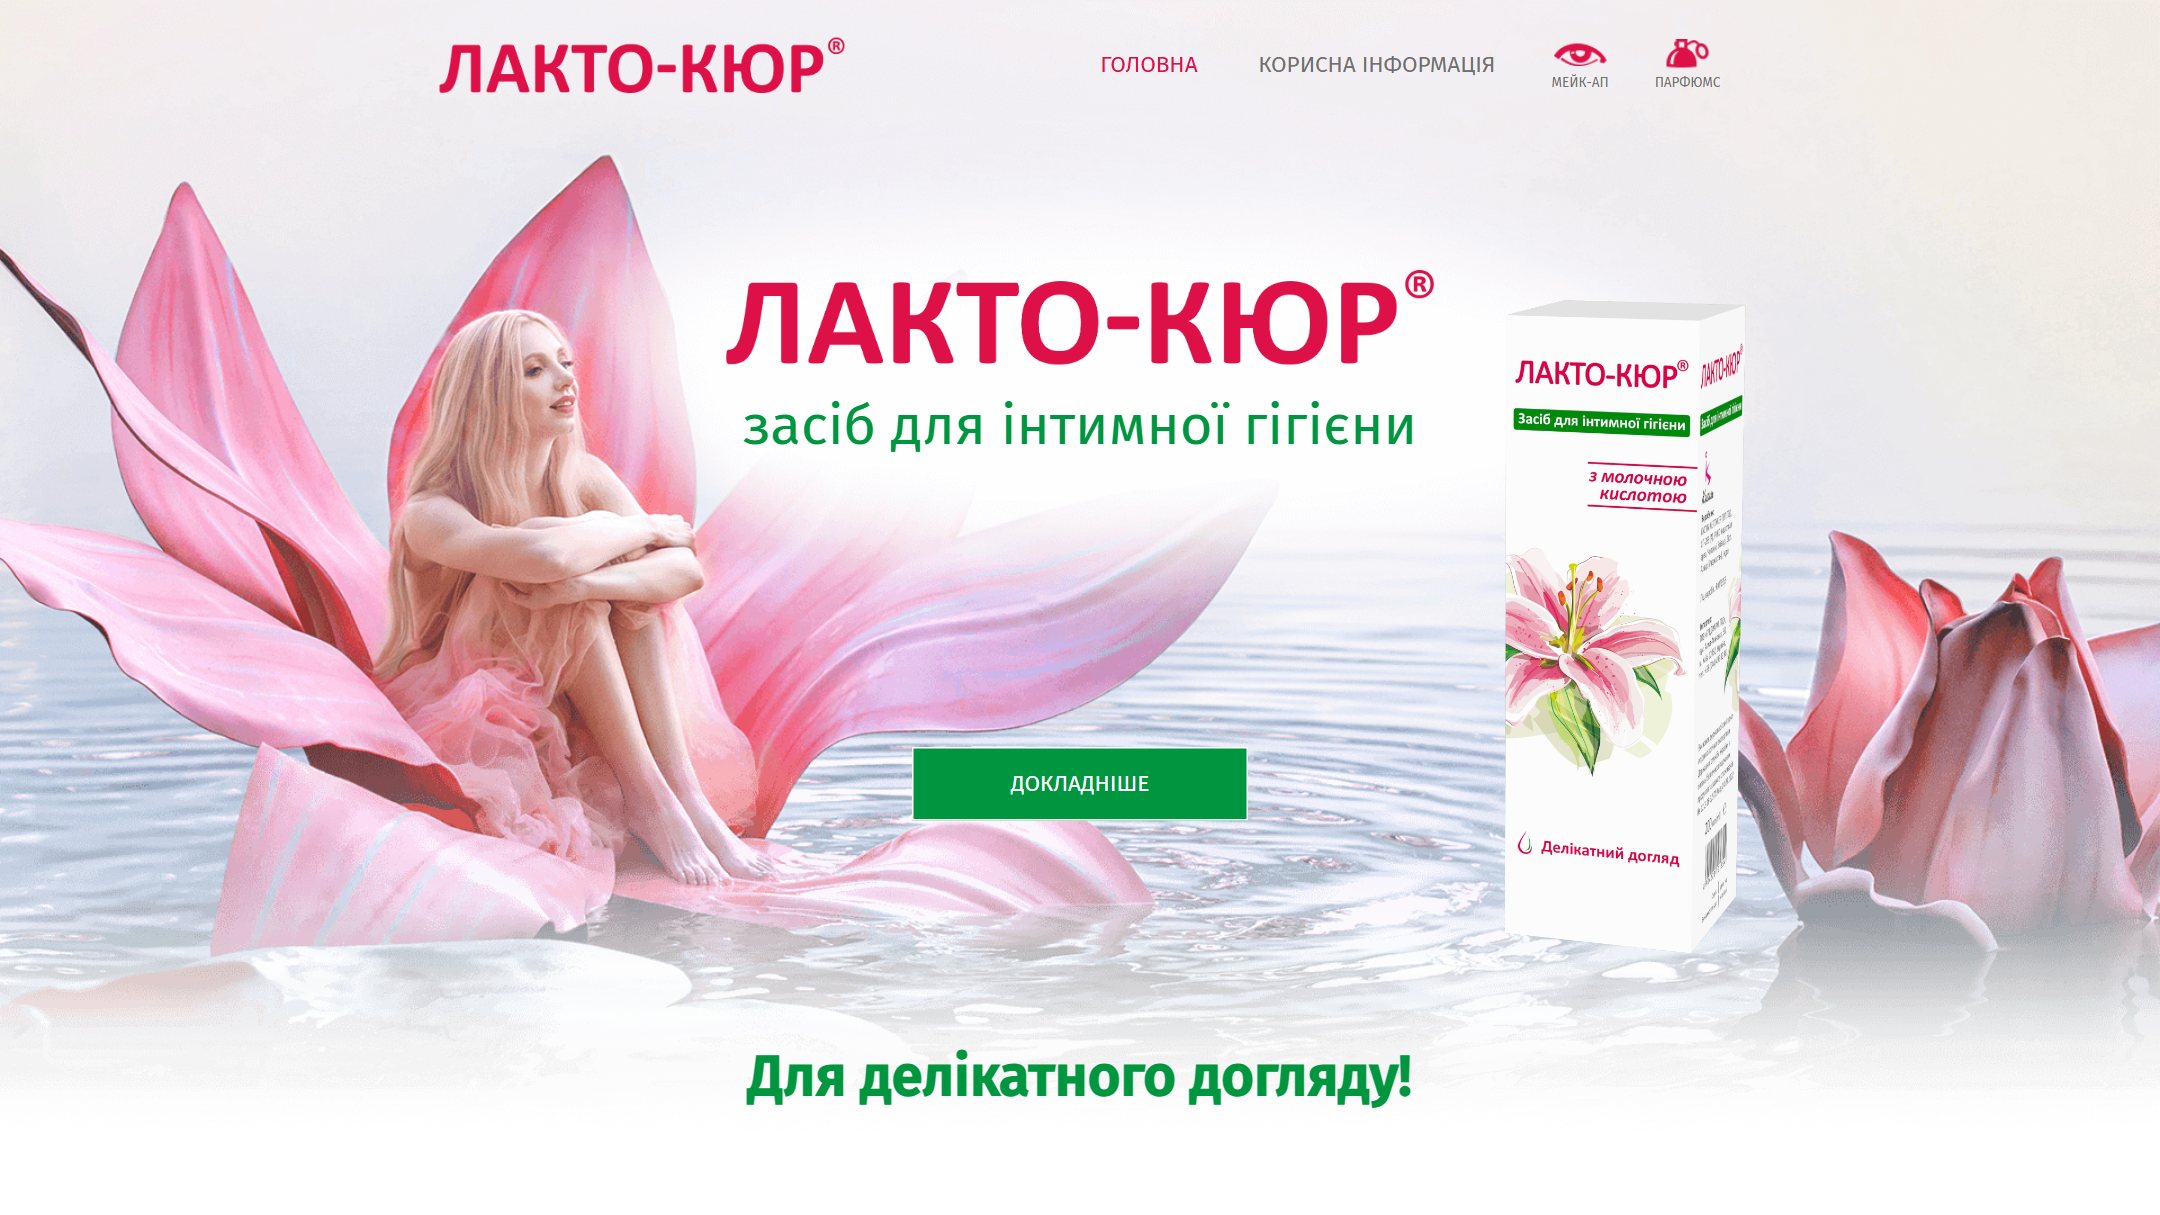 ЛАКТО-КЮР®
ГОЛОВНА
КОРИСНА ІНФОРМАЦІЯ
МЕЙК-АП
ПАРФЮМС
ЛАКТО-КЮР®
засіб для інтимної гігієни
ЛАКТО-КЮР®
Засіб для інтимної гігієни
з молочною
кислотою
Делікатний догляд
ЛАКТО-КЮР®
Засіб для інтимної гігієни
ДОКЛАДНІШЕ
Для делікатного догляду!